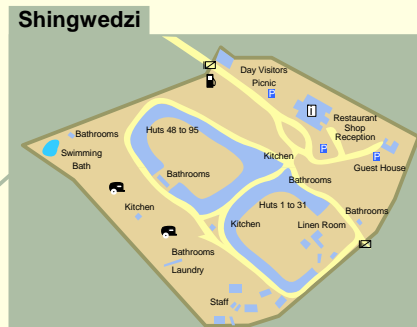 Shingwedzi
Day Visitors
Picnic
P
i
Restaurant
Shop
Reception
P
P
Guest House
Bathrooms
Swimming
Bath
Huts 48 to 95
Bathrooms
Kitchen
Kitchen
Bathrooms
Huts 1 to 31
Kitchen
Linen Room
Bathrooms
Bathrooms
Laundry
Staff